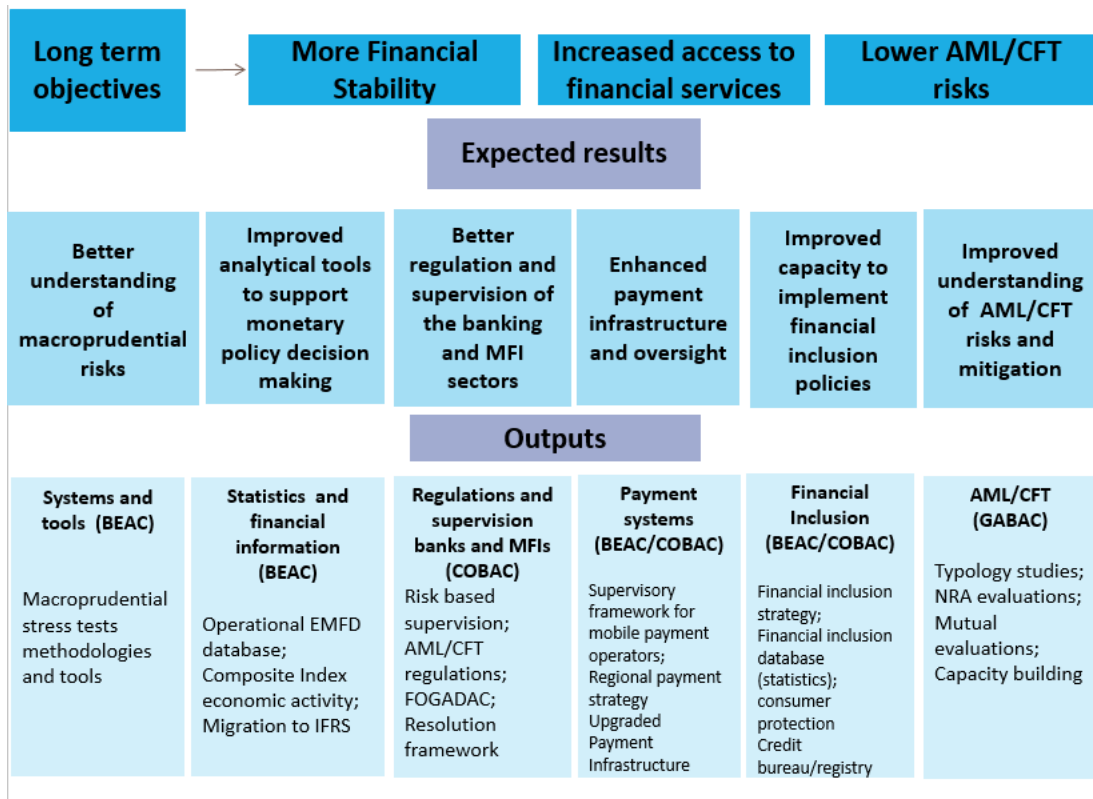 Long term
objectives
More Financial
Stability
Increased access to
financial services
Lower AML/CFT
risks
Expected results
Better
understanding
of
macroprudential
risks
Improved
analytical tools
to support
monetary
policy decision
making
Better
regulation and
supervision of
the banking
and MFI
sectors
Enhanced
payment
infrastructure
and oversight
Improved
capacity to
implement
financial
inclusion
policies
Improved
understanding
of AML/CFT
risks and
mitigation
Outputs
Systems and
tools (BEAC)
Macroprudential
stress tests
methodologies
and tools
Statistics and
financial
information
(BEAC)
Operational EMFD
database;
Composite Index
economic activity;
Migration to IFRS
Regulations and
supervision
banks and MFIs
(COBAC)
Risk based
supervision;
AML/CFT
regulations;
FOGADAC;
Resolution
framework
Payment
systems
(BEAC/COBAC)
Supervisory
framework for
mobile payment
operators;
Regional payment
strategy
Upgraded
Payment
Infrastructure
Financial
Inclusion
(BEAC/COBAC)
Financial inclusion
strategy;
Financial inclusion
database
(statistics);
consumer
protection
Credit
bureau/registry
AML/CFT
(GABAC)
Typology studies;
NRA evaluations;
Mutual
evaluations;
Capacity building